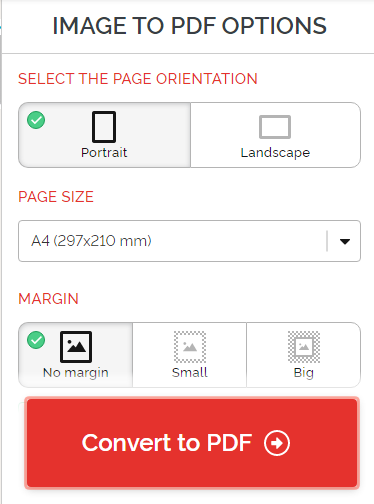 IMAGE TO PDF OPTIONS
SELECT THE PAGE ORIENTATION
Portrait Landscape
PAGE SIZE
A4 (297x210 mm)
MARGIN
No margin Small Big
Convert to PDF